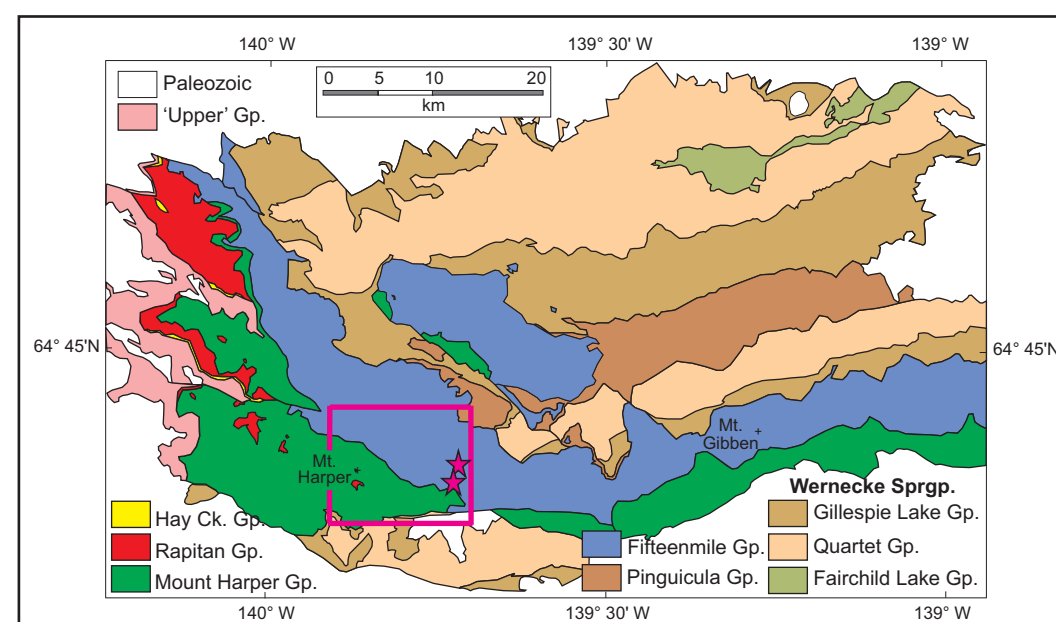 140° W 139° 30' W 139° W
Paleozoic
'Upper' Gp.
0 5 10 20
km
64° 45'N
64° 45'N
Mt.
Gibben
Mt.
Harper
Hay Ck. Gp.
Rapitan Gp.
Mount Harper Gp.
Fifteenmile Gp.
Pinguicula Gp.
Wernecke Sprgp.
Gillespie Lake Gp.
Quartet Gp.
Fairchild Lake Gp.
140° W 139° 30' W 139° W